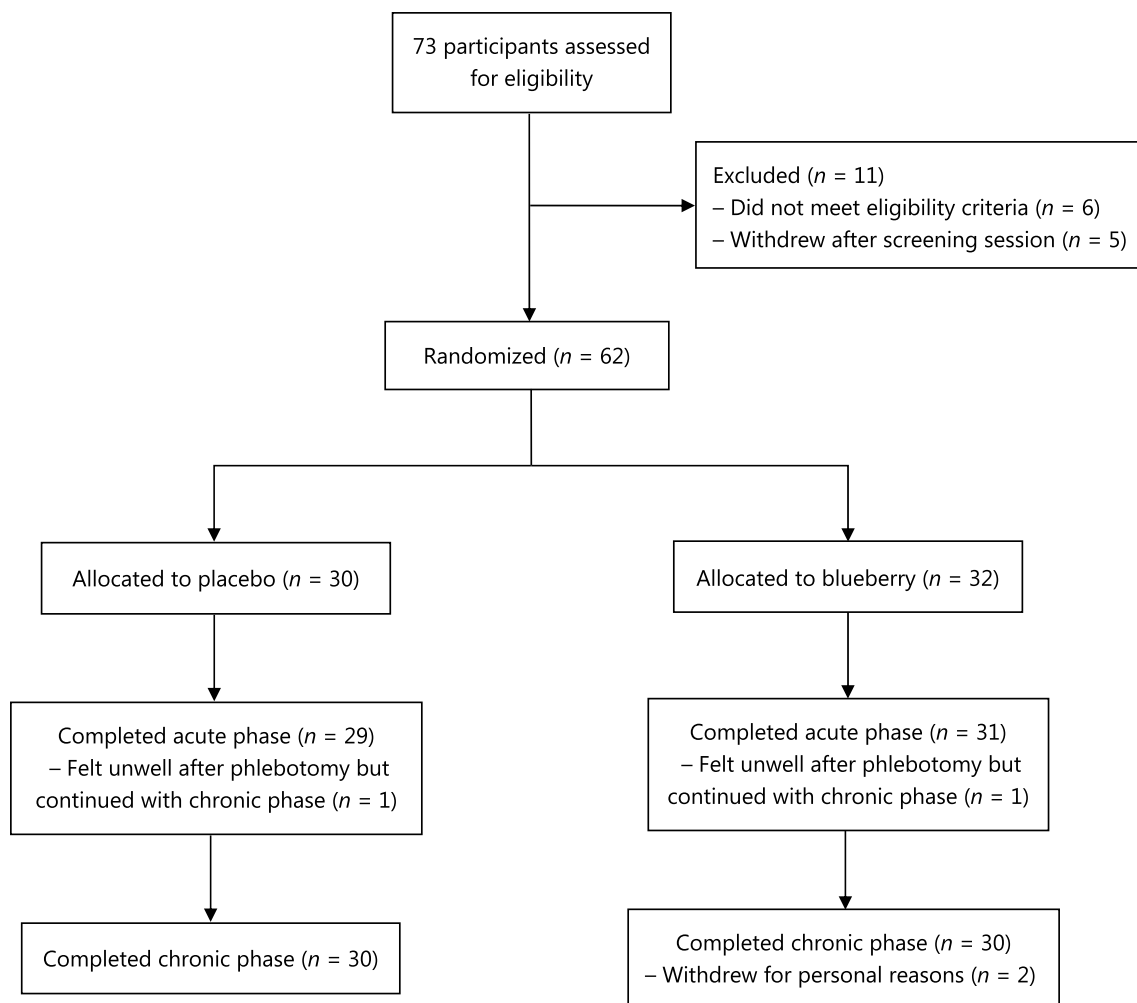 73 participants assessed
for eligibility
Excluded (n = 11)
– Did not meet eligibility criteria (n = 6)
– Withdrew after screening session (n = 5)
Randomized (n = 62)
Allocated to placebo (n = 30)
Allocated to blueberry (n = 32)
Completed acute phase (n = 29)
– Felt unwell after phlebotomy but
continued with chronic phase (n = 1)
Completed acute phase (n = 31)
– Felt unwell after phlebotomy but
continued with chronic phase (n = 1)
Completed chronic phase (n = 30)
Completed chronic phase (n = 30)
– Withdrew for personal reasons (n = 2)